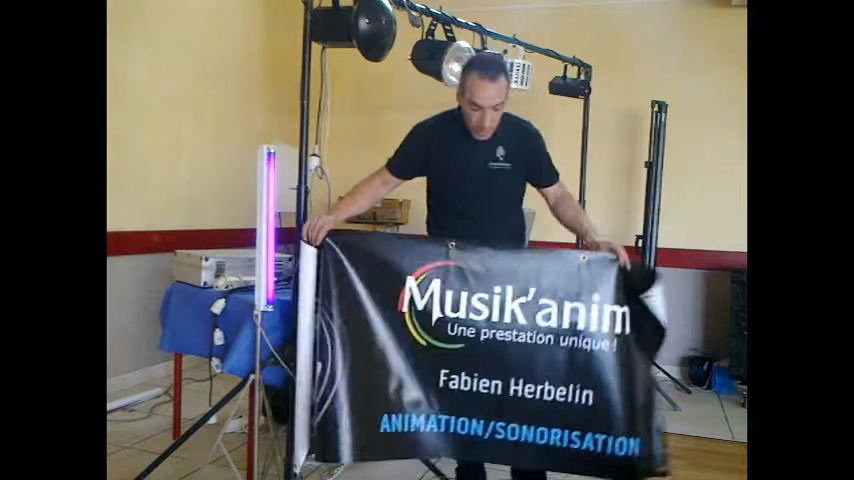 Musik'anim
Une prestation unique !
Fabien Herbelin
ANIMATION/SONORISATION